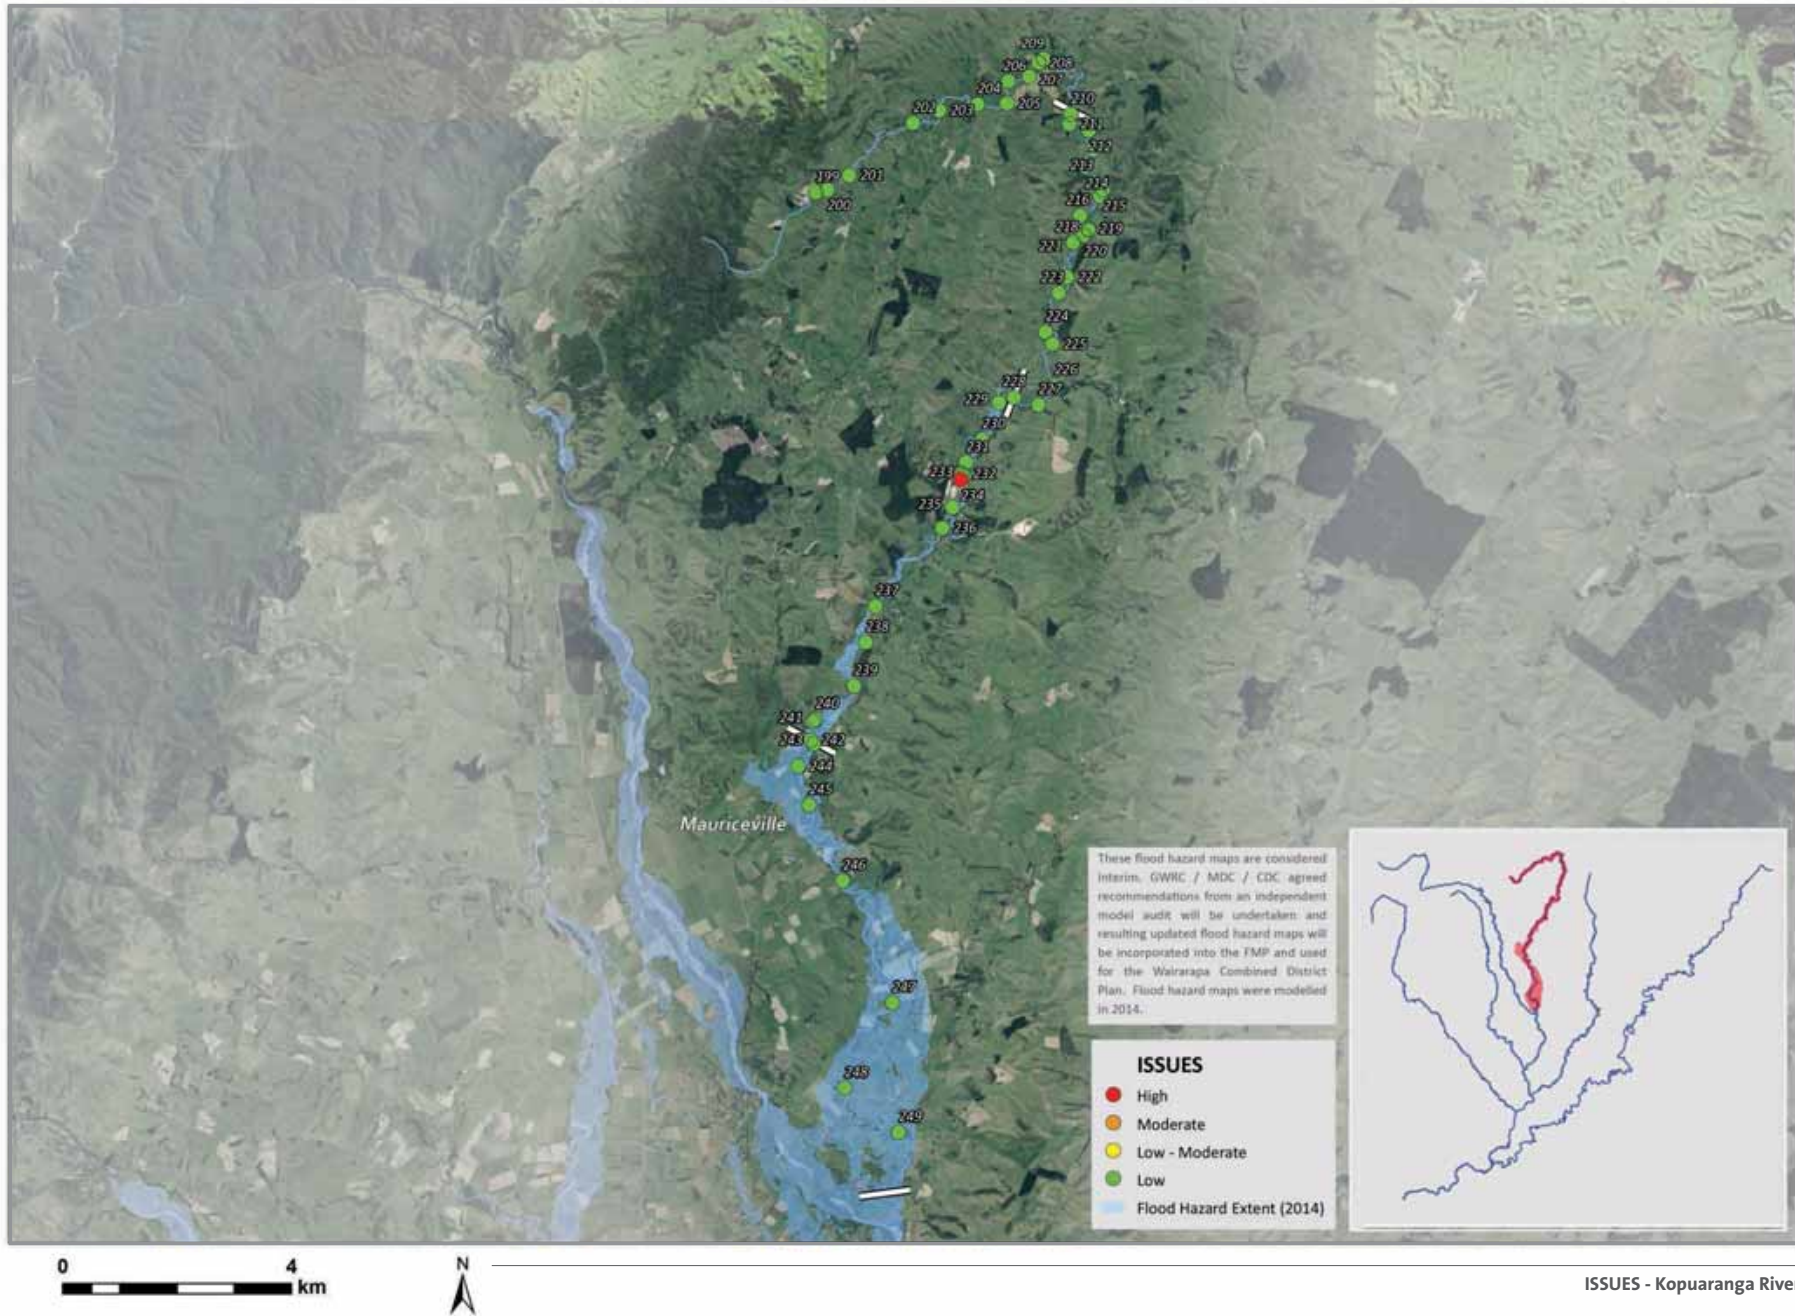 209
206
208
207
204
202
203
205
210
211
212
199
201
200
213
214
216
215
218
219
221
220
223
222
224
225
226
228
229
227
230
231
233
232
234
235
236
237
238
239
240
241
243
242
244
245
Mauriceville
246
247
248
249
These flood hazard maps are considered
interim. GWRC / MDC / CDC agreed
recommendations from an independent
model audit will be undertaken and
resulting updated flood hazard maps will
be incorporated into the FMP and used
for the Wairarapa Combined District
Plan. Flood hazard maps were modelled
in 2014.
ISSUES
High
Moderate
Low - Moderate
Low
Flood Hazard Extent (2014)
0 4
km
N
ISSUES - Kopuaranga River